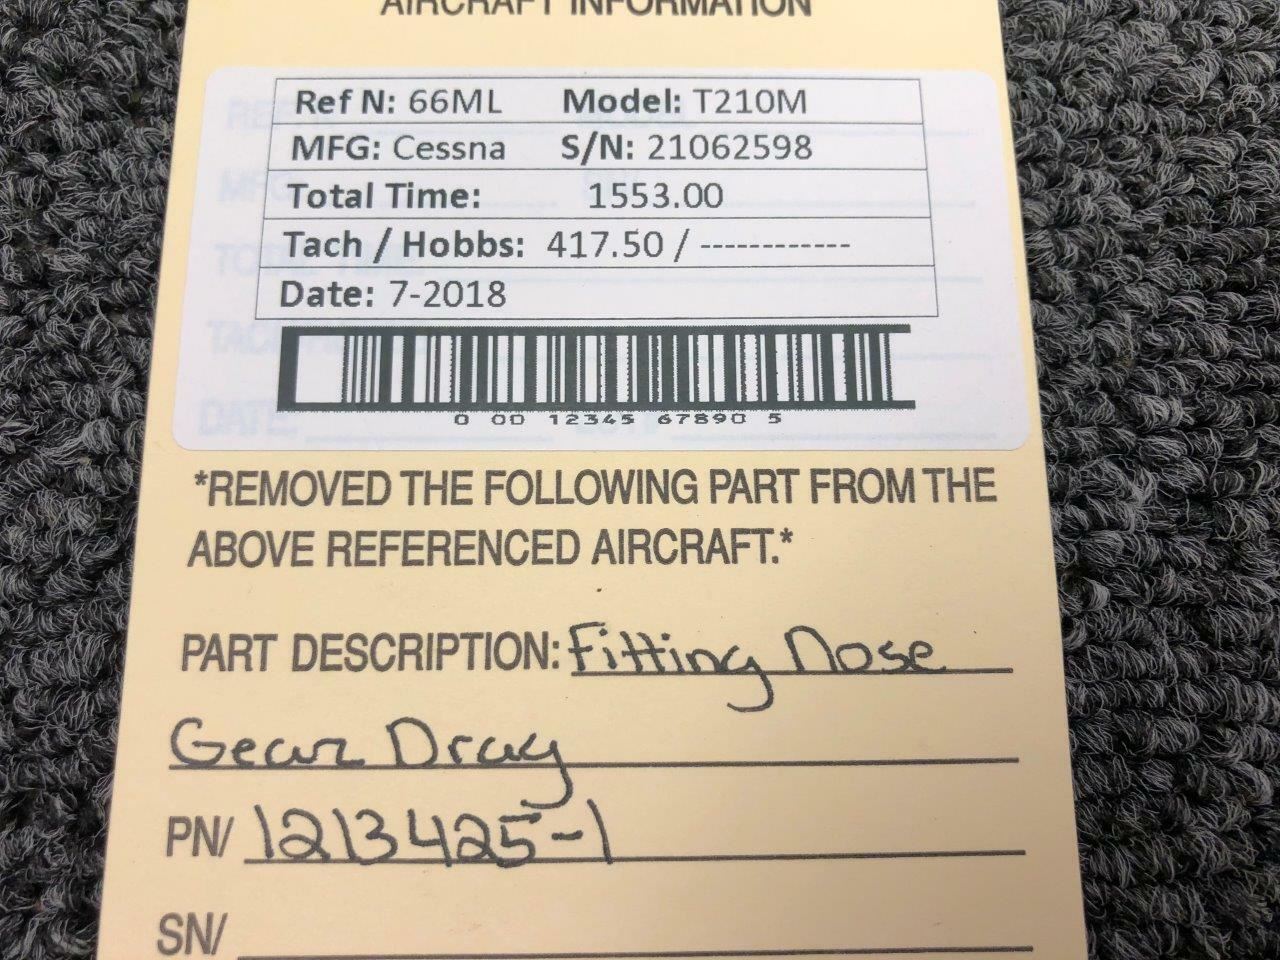 AIRCRAFT INFORMATION
Ref N: 66ML Model: T210M
MFG: Cessna S/N: 21062598
Total Time: 1553.00
Tach / Hobbs: 417.50 / ------------
Date: 7-2018
0 00 12345 67890 5
*REMOVED THE FOLLOWING PART FROM THE
ABOVE REFERENCED AIRCRAFT.*
PART DESCRIPTION: Fitting Nose
Gear Drag
PN/ 1213425-1
SN/